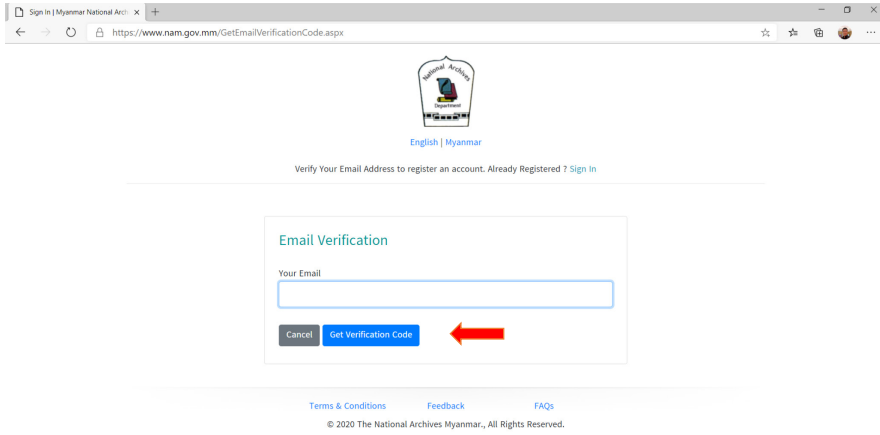 Sign In | Myanmar National Arch
https://www.nam.gov.mm/GetEmailVerificationCode.aspx
National Archives
Department
English | Myanmar
Verify Your Email Address to register an account. Already Registered ? Sign In
Email Verification
Your Email
Cancel Get Verification Code
Terms & Conditions Feedback FAQs
© 2020 The National Archives Myanmar., All Rights Reserved.